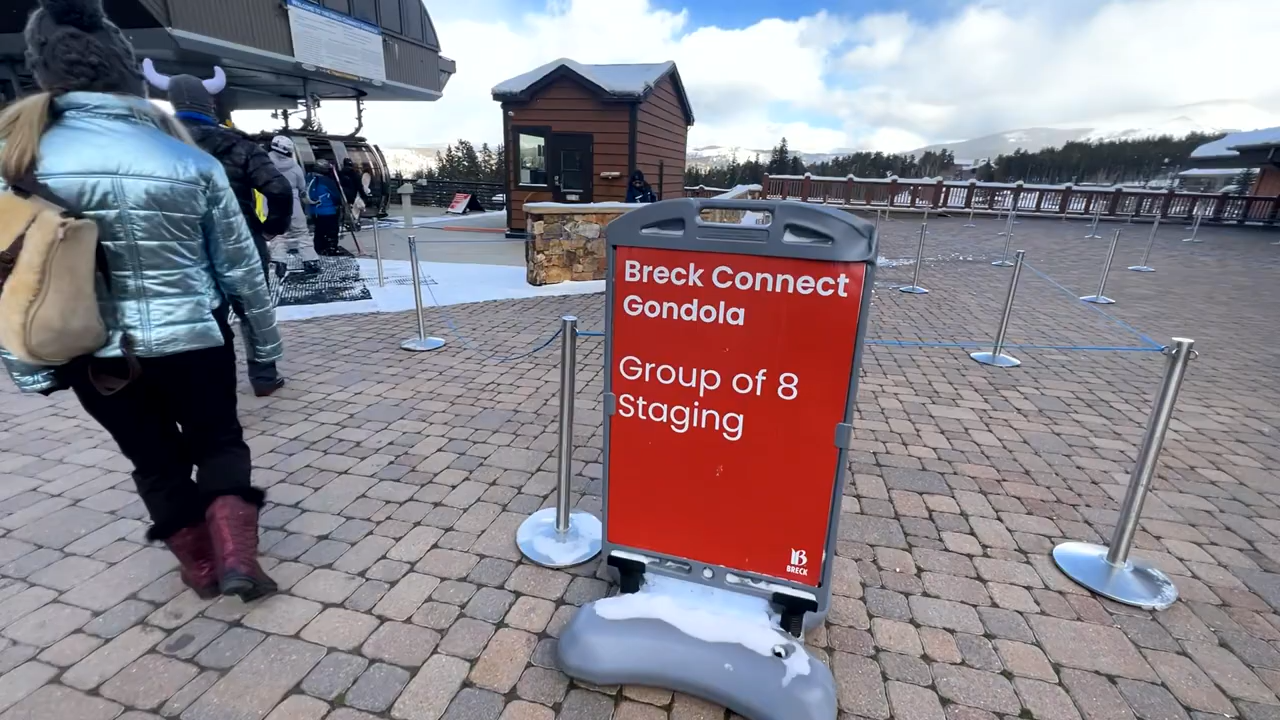 Breck Connect
Gondola
Group of 8
Staging
BRECK